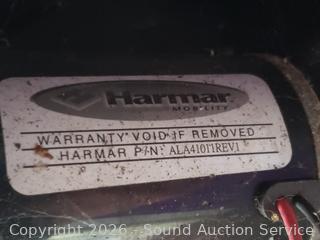 Harmar
MOBILITY
WARRANTY VOID IF REMOVED
HARMAR P/N: ALA41011REV1
Copyright 2026 - Sound Auction Service